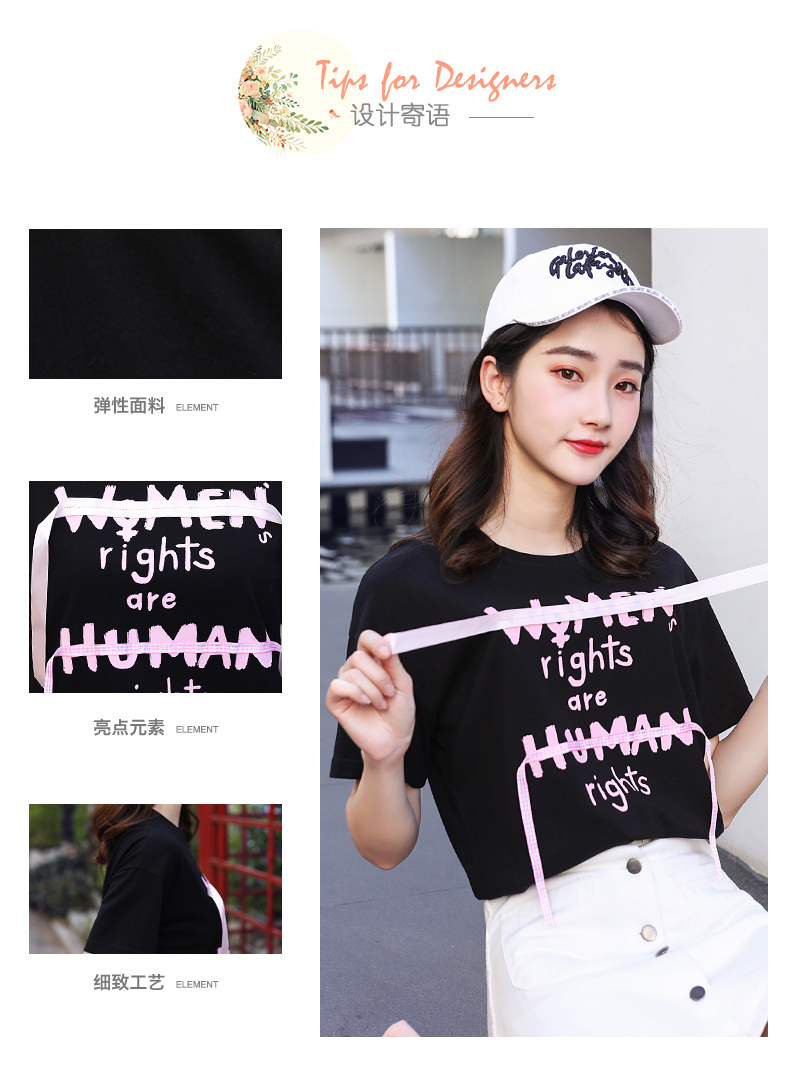 Tips for Designers
设计寄语
弹性面料 ELEMENT
WOMEN's
rights
are
HUMAN
亮点元素 ELEMENT
细致工艺 ELEMENT
WOMEN's
rights
are
HUMAN
rights